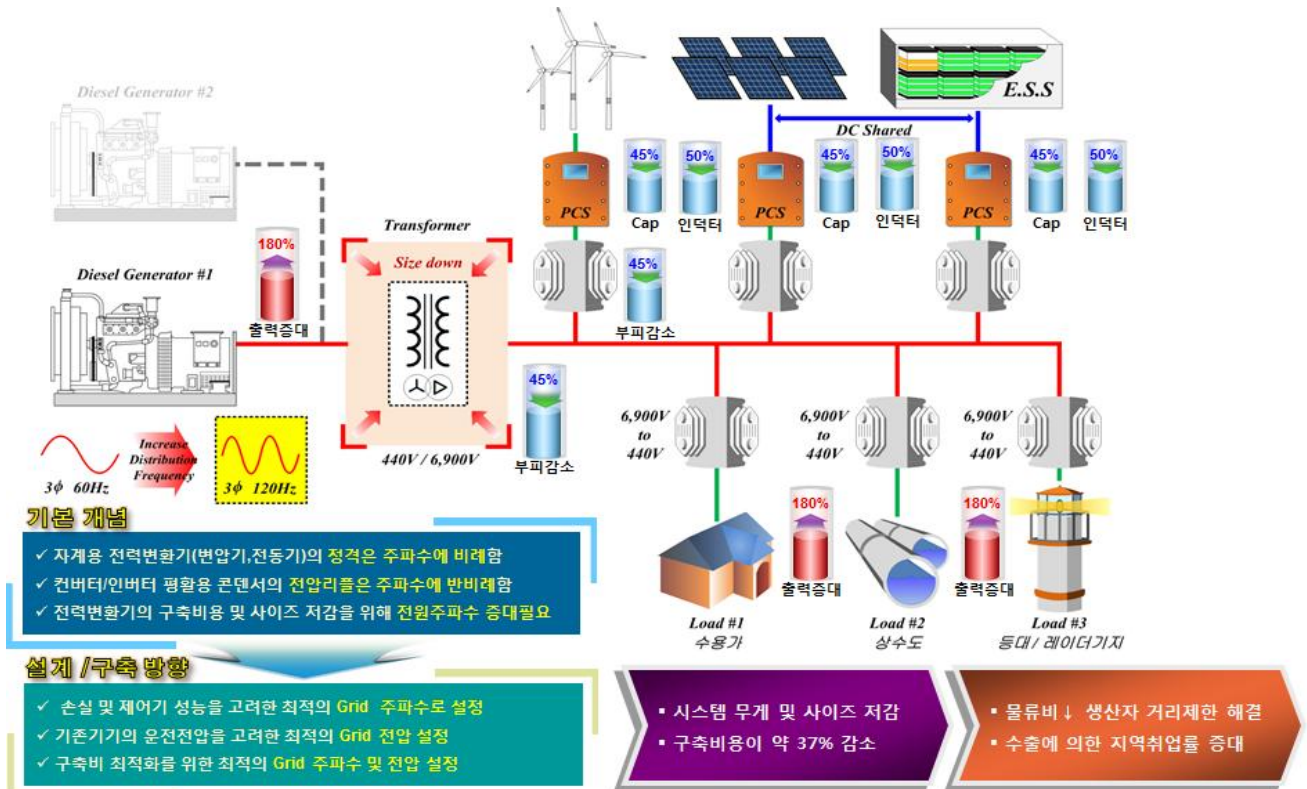 Diesel Generator #2
Diesel Generator #1
180%
출력증대
Transformer
Size down
440V / 6,900V
45%
부피감소
3ϕ 60Hz
Increase
Distribution
Frequency
3ϕ 120Hz
E.S.S
DC Shared
PCS
45%
Cap
50%
인덕터
PCS
45%
Cap
50%
인덕터
PCS
45%
Cap
50%
인덕터
45%
부피감소
6,900V
to
440V
6,900V
to
440V
6,900V
to
440V
180%
출력증대
180%
출력증대
Load #1
수용가
Load #2
상수도
Load #3
등대 / 레이더기지
기본 개념
✓ 자계용 전력변환기(변압기,전동기)의 정격은 주파수에 비례함
✓ 컨버터/인버터 평활용 콘덴서의 전압리플은 주파수에 반비례함
✓ 전력변환기의 구축비용 및 사이즈 저감을 위해 전원주파수 증대필요
설계 /구축 방향
✓ 손실 및 제어기 성능을 고려한 최적의 Grid 주파수로 설정
✓ 기존기기의 운전전압을 고려한 최적의 Grid 전압 설정
✓ 구축비 최적화를 위한 최적의 Grid 주파수 및 전압 설정
▪ 시스템 무게 및 사이즈 저감
▪ 구축비용이 약 37% 감소
▪ 물류비↓ 생산자 거리제한 해결
▪ 수출에 의한 지역취업률 증대